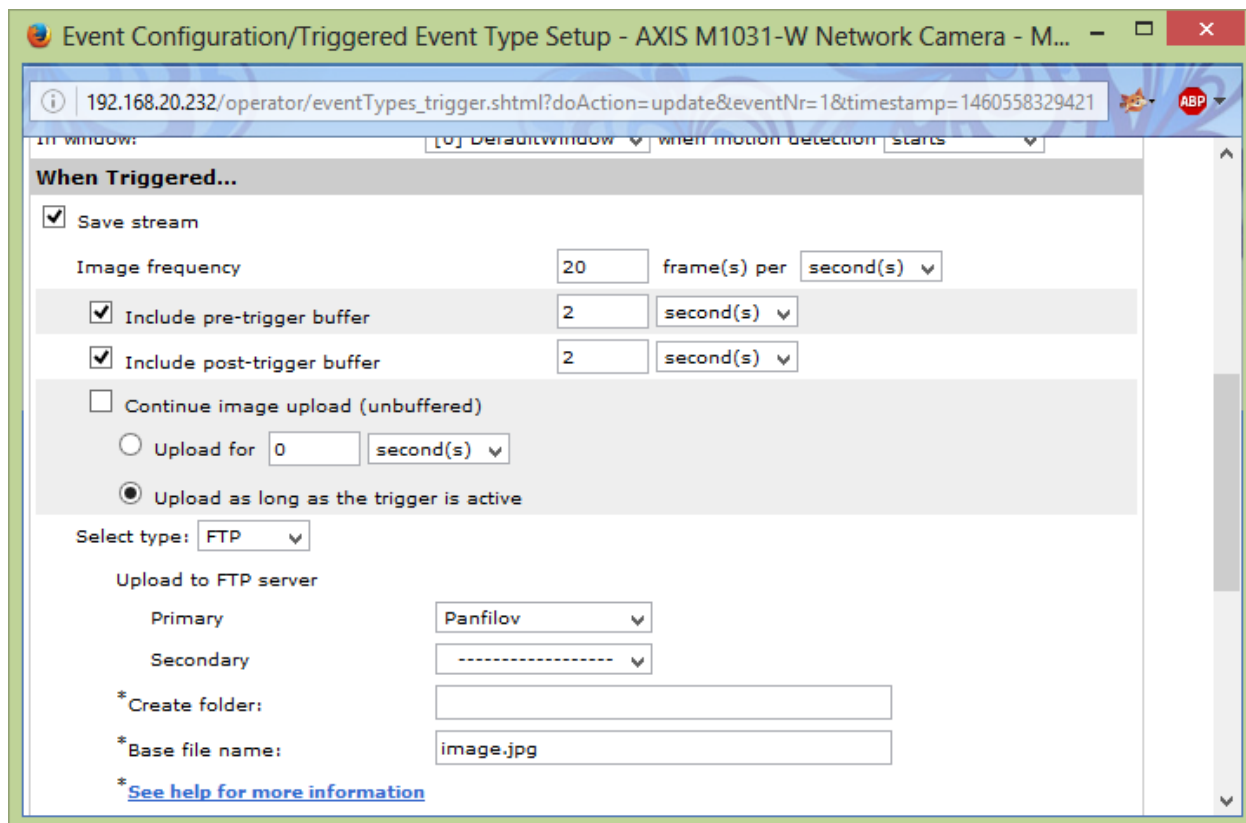 Event Configuration/Triggered Event Type Setup - AXIS M1031-W Network Camera - M...
192.168.20.232/operator/eventTypes_trigger.shtml?doAction=update&eventNr=1&timestamp=1460558329421
ABP
In window: [0] DefaultWindow when motion detection starts
When Triggered...
Save stream
Image frequency 20 frame(s) per second(s)
Include pre-trigger buffer 2 second(s)
Include post-trigger buffer 2 second(s)
Continue image upload (unbuffered)
Upload for 0 second(s)
Upload as long as the trigger is active
Select type: FTP
Upload to FTP server
Primary Panfilov
Secondary ------------------
*Create folder:
*Base file name: image.jpg
*See help for more information